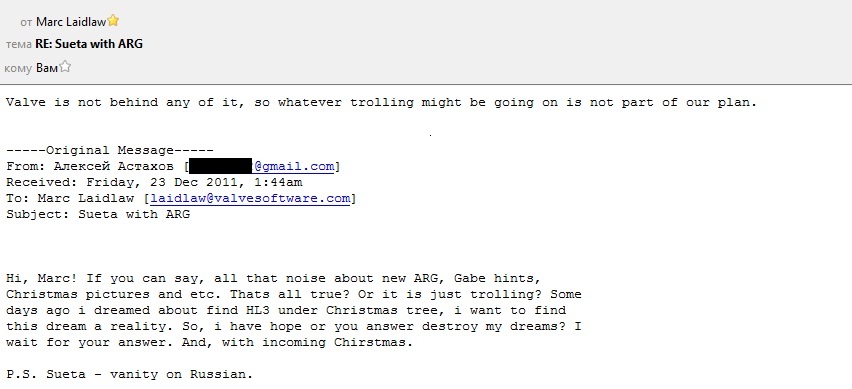 от Marc Laidlaw
тема RE: Sueta with ARG
кому Вам
Valve is not behind any of it, so whatever trolling might be going on is not part of our plan.
-----Original Message-----
From: Алексей Астахов [@gmail.com]
Received: Friday, 23 Dec 2011, 1:44am
To: Marc Laidlaw [laidlaw@valvesoftware.com]
Subject: Sueta with ARG
Hi, Marc! If you can say, all that noise about new ARG, Gabe hints,
Christmas pictures and etc. Thats all true? Or it is just trolling? Some
days ago i dreamed about find HL3 under Christmas tree, i want to find
this dream a reality. So, i have hope or you answer destroy my dreams? I
wait for your answer. And, with incoming Chirstmas.
P.S. Sueta - vanity on Russian.